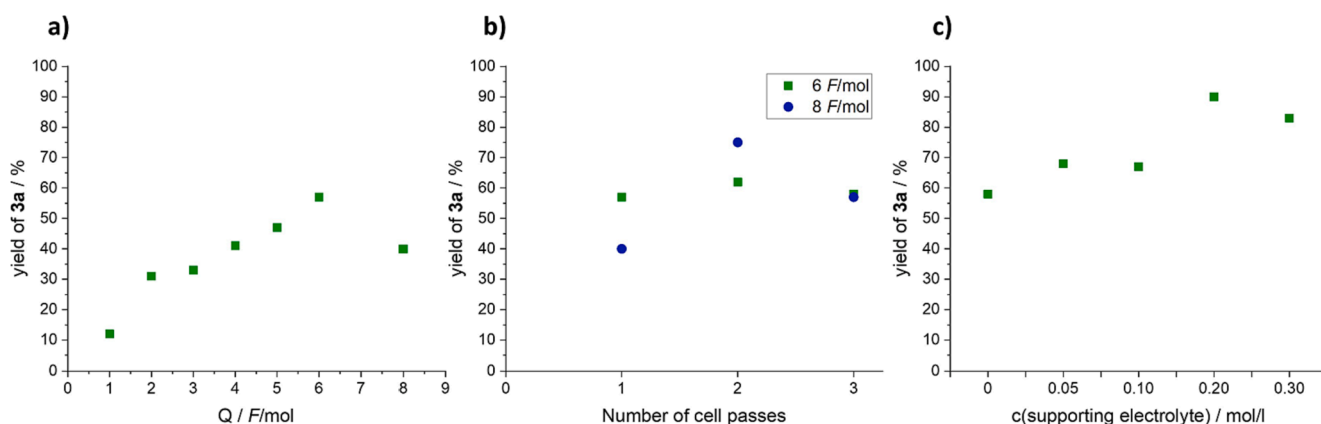 a)
100
90
80
70
60
50
40
30
20
10
0
yield of 3a / %
0 1 2 3 4 5 6 7 8 9
Q / F/mol
b)
6 F/mol
8 F/mol
100
90
80
70
60
50
40
30
20
10
0
yield of 3a / %
0 1 2 3
Number of cell passes
c)
100
90
80
70
60
50
40
30
20
10
0
yield of 3a / %
0 0.05 0.10 0.20 0.30
c(supporting electrolyte) / mol/l